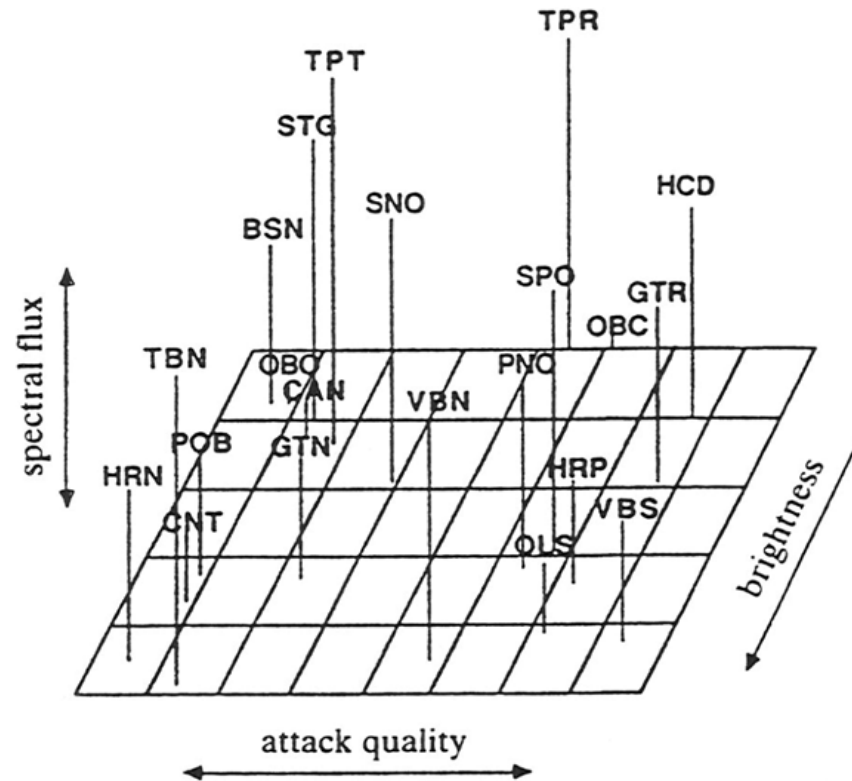 TPR
TPT
STG
HCD
SNO
BSN
SPO
GTR
OBC
TBN
OBO
PNO
CAN
VBN
POB
GTN
HRN
HRP
VBS
CNT
OLS
spectral flux
brightness
attack quality